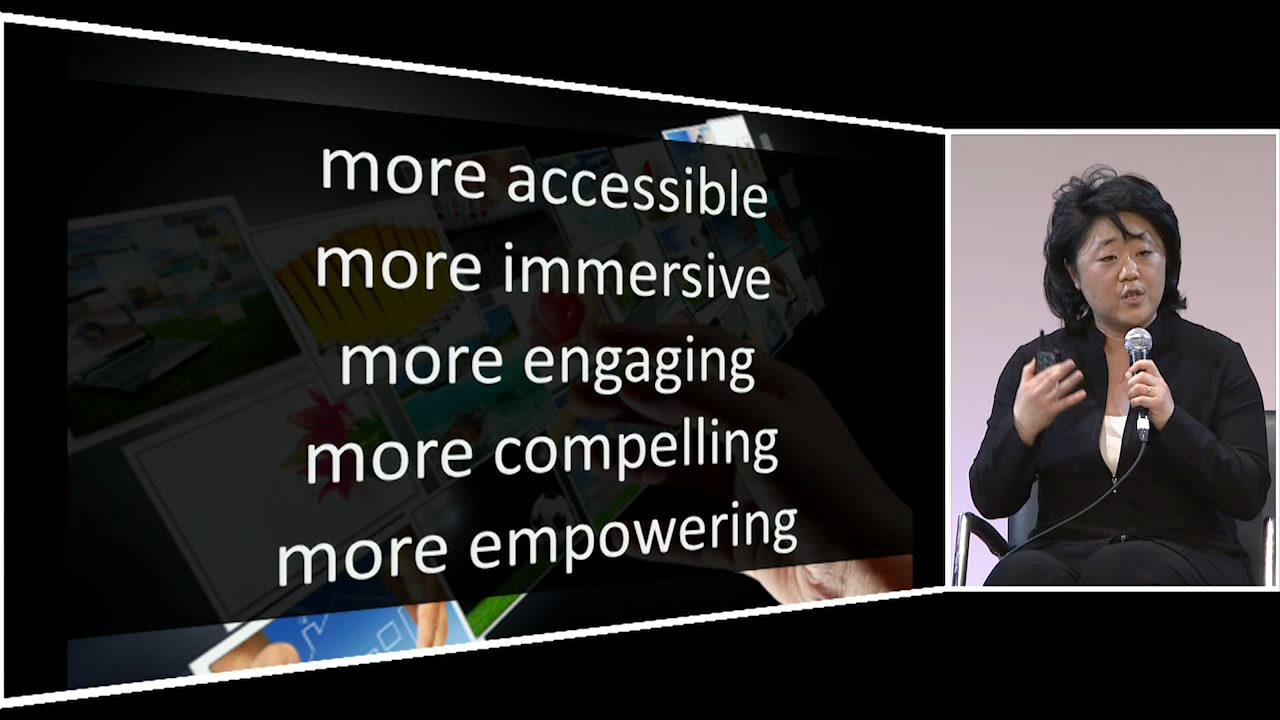 more accessible
more immersive
more engaging
more compelling
more empowering